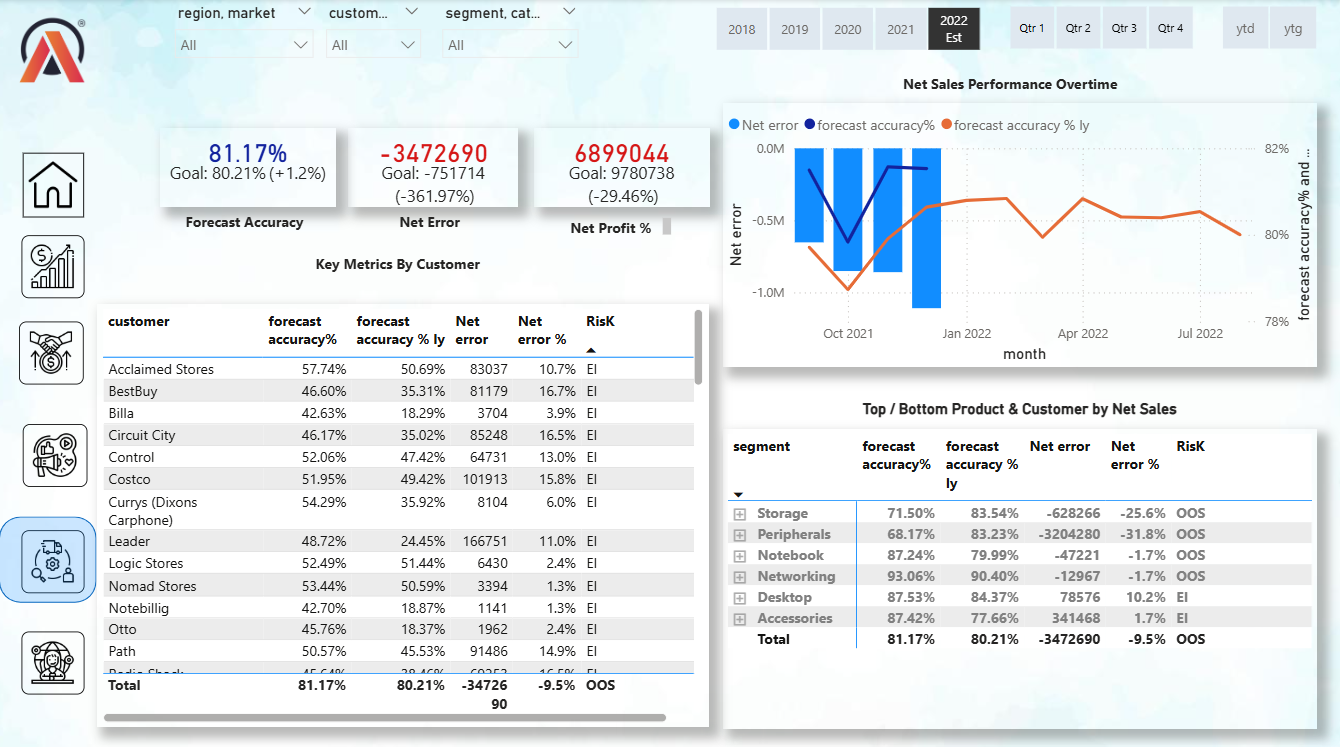 region, market custom... segment, cat...
All All All
2018 2019 2020 2021 2022 Est Qtr 1 Qtr 2 Qtr 3 Qtr 4 ytd ytg
81.17%
Goal: 80.21% (+1.2%)
Forecast Accuracy
-3472690
Goal: -751714
(-361.97%)
Net Error
6899044
Goal: 9780738
(-29.46%)
Net Profit %
Key Metrics By Customer
customer forecast accuracy% forecast accuracy % ly Net error Net error % RisK
Acclaimed Stores 57.74% 50.69% 83037 10.7% EI
BestBuy 46.60% 35.31% 81179 16.7% EI
Billa 42.63% 18.29% 3704 3.9% EI
Circuit City 46.17% 35.02% 85248 16.5% EI
Control 52.06% 47.42% 64731 13.0% EI
Costco 51.95% 49.42% 101913 15.8% EI
Currys (Dixons Carphone) 54.29% 35.92% 8104 6.0% EI
Leader 48.72% 24.45% 166751 11.0% EI
Logic Stores 52.49% 51.44% 6430 2.4% EI
Nomad Stores 53.44% 50.59% 3394 1.3% EI
Notebillig 42.70% 18.87% 1141 1.3% EI
Otto 45.76% 18.37% 1962 2.4% EI
Path 50.57% 45.53% 91486 14.9% EI
Total 81.17% 80.21% -3472690 -9.5% OOS
Net Sales Performance Overtime
Net error forecast accuracy% forecast accuracy % ly
0.0M
-0.5M
-1.0M
Net error
82%
80%
78%
forecast accuracy% and ...
Oct 2021 Jan 2022 Apr 2022 Jul 2022
month
Top / Bottom Product & Customer by Net Sales
segment forecast accuracy% forecast accuracy % ly Net error Net error % RisK
Storage 71.50% 83.54% -628266 -25.6% OOS
Peripherals 68.17% 83.23% -3204280 -31.8% OOS
Notebook 87.24% 79.99% -47221 -1.7% OOS
Networking 93.06% 90.40% -12967 -1.7% OOS
Desktop 87.53% 84.37% 78576 10.2% EI
Accessories 87.42% 77.66% 341468 1.7% EI
Total 81.17% 80.21% -3472690 -9.5% OOS